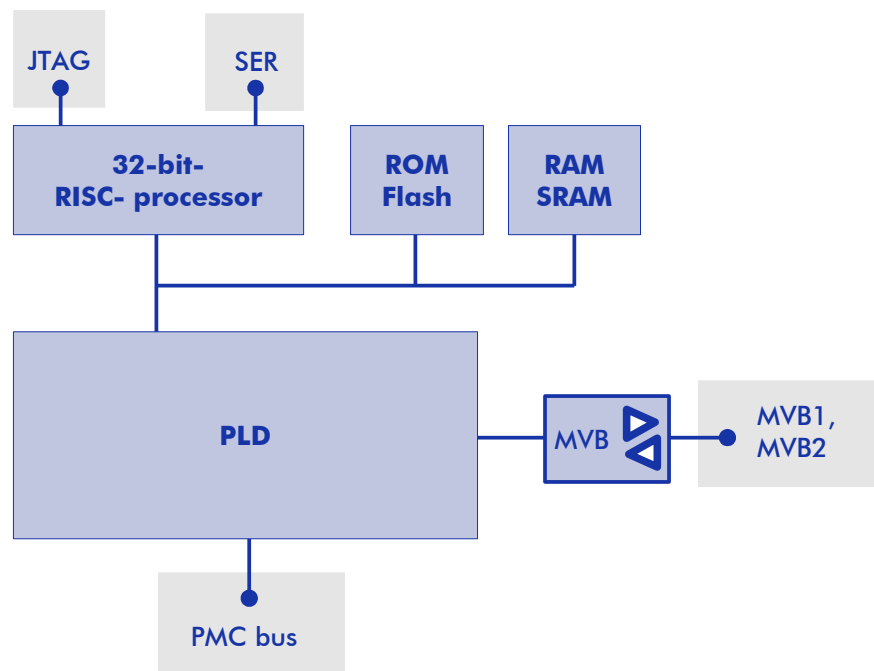 JTAG
SER
32-bit-
RISC- processor
ROM
Flash
RAM
SRAM
PLD
MVB
MVB1,
MVB2
PMC bus